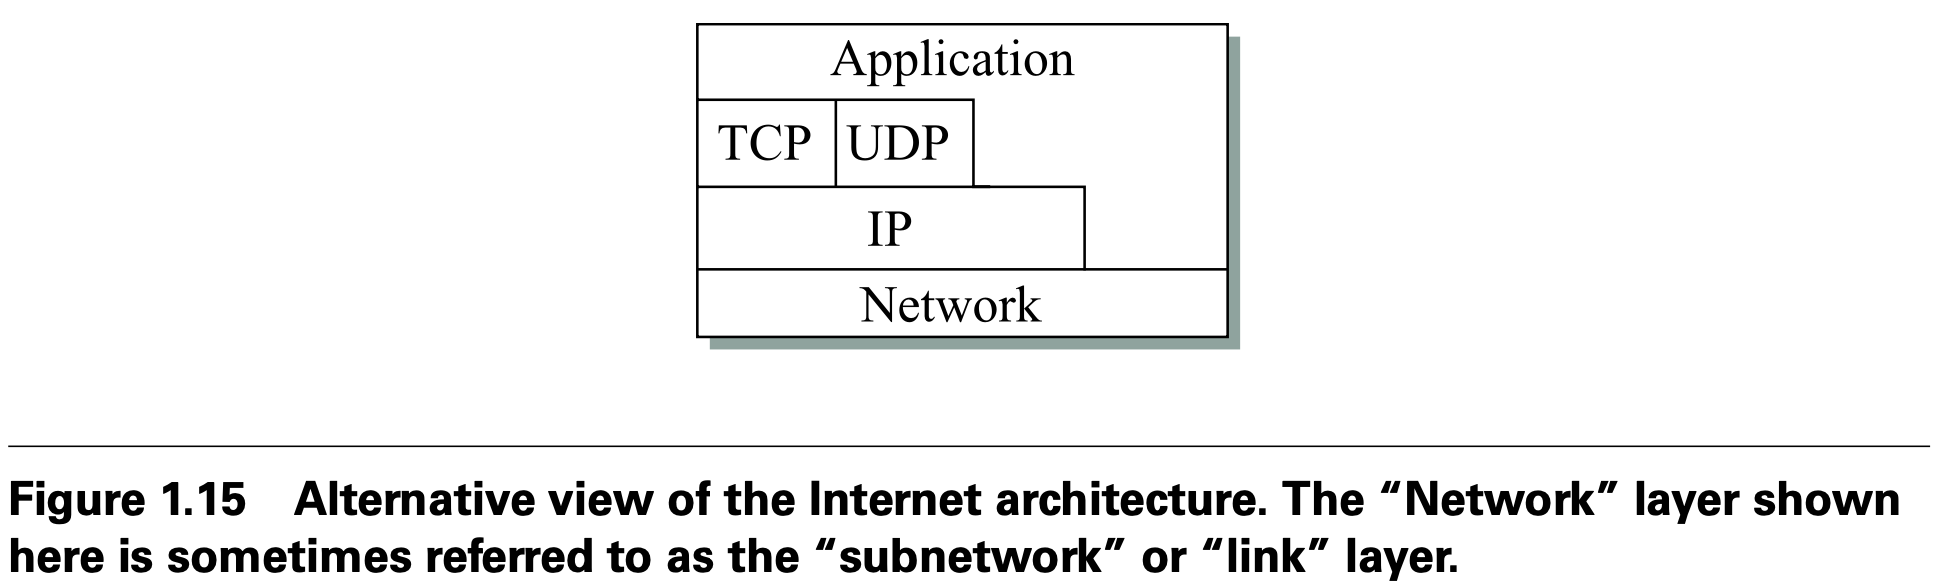 Application
TCP UDP
IP
Network
Figure 1.15 Alternative view of the Internet architecture. The “Network” layer shown
here is sometimes referred to as the “subnetwork” or “link” layer.